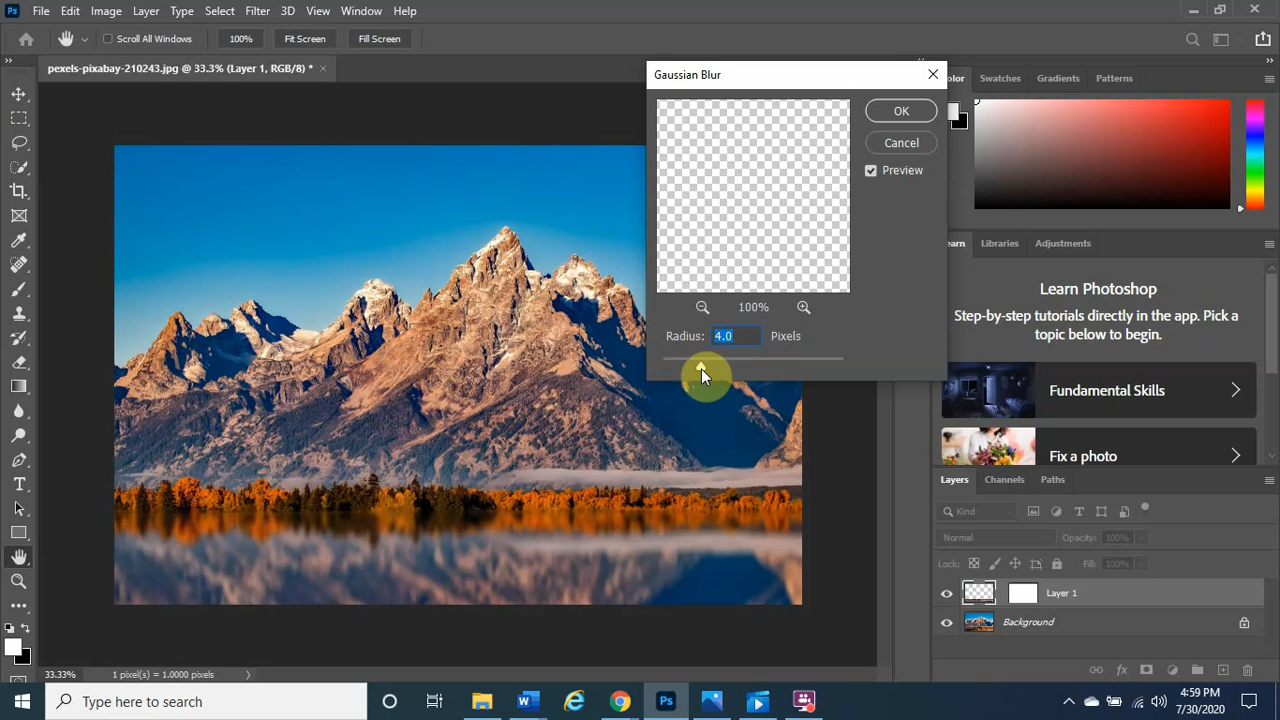 Ps File Edit Image Layer Type Select Filter 3D View Window Help
Scroll All Windows 100% Fit Screen Fill Screen
pexels-pixabay-210243.jpg @ 33.3% (Layer 1, RGB/8) *
Gaussian Blur
OK
Cancel
Preview
100%
Radius: 4.0 Pixels
olor Swatches Gradients Patterns
earn Libraries Adjustments
Learn Photoshop
Step-by-step tutorials directly in the app. Pick a
topic below to begin.
Fundamental Skills
Fix a photo
Layers Channels Paths
Kind
Normal Opacity: 100%
Lock: Fill: 100%
Layer 1
Background
33.33% 1 pixel(s) = 1.0000 pixels
Type here to search
4:59 PM
7/30/2020